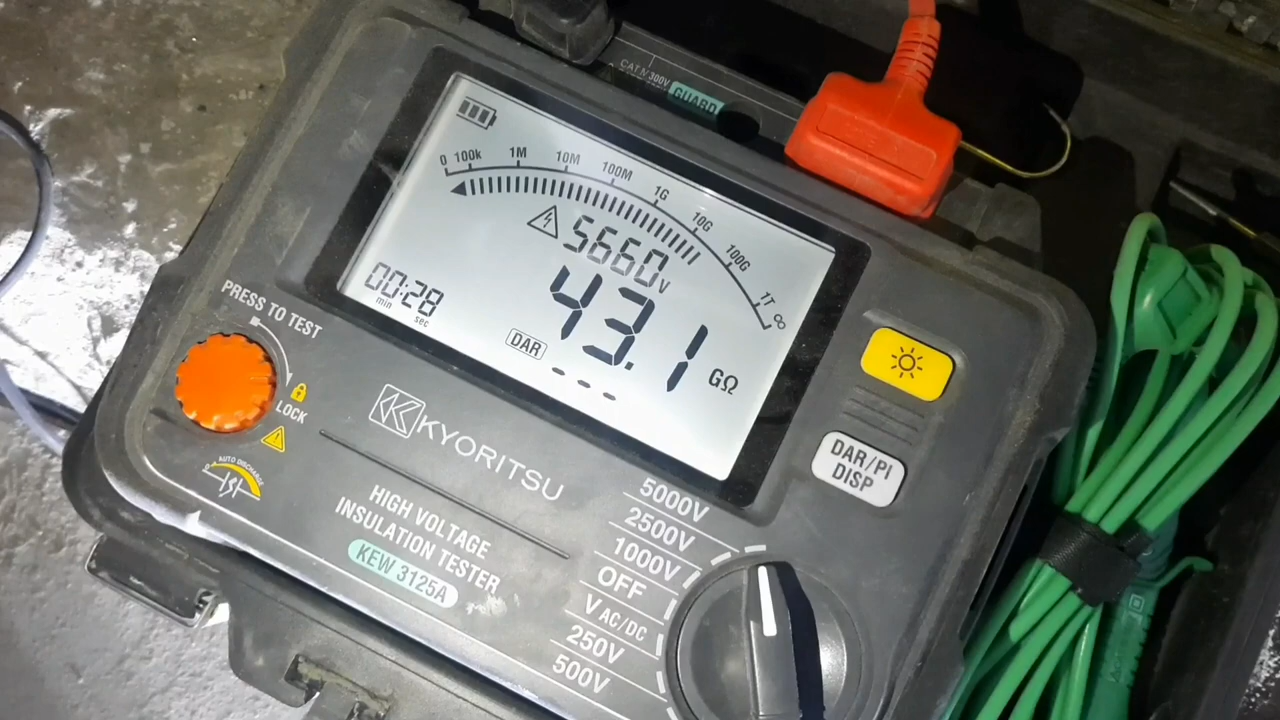 CAT IV 300V
GUARD
0 100k 1M 10M 100M 1G 10G 100G 1T ∞
5660V
00:28
min sec
43.1 GΩ
DAR
---
PRESS TO TEST
LOCK
AUTO DISCHARGE
KYORITSU
DAR/PI
DISP
HIGH VOLTAGE
INSULATION TESTER
KEW 3125A
5000V
2500V
1000V
OFF
V AC/DC
250V
500V